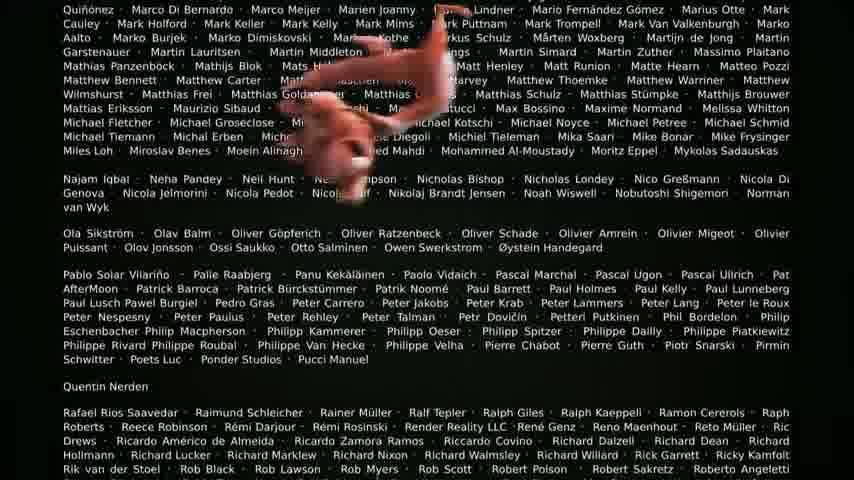 Quiñónez · Marco Di Bernardo · Marco Meijer · Marien Joanny · Lindner · Mario Fernández Gómez · Marius Otte · Mark
Cauley · Mark Holford · Mark Keller · Mark Kelly · Mark Mims · Puttnam · Mark Trompell · Mark Van Valkenburgh · Marko
Aalto · Marko Burjek · Marko Dimiskovski · Kothe · Schulz · Mårten Woxberg · Martijn de Jong · Martin
Garstenauer · Martin Lauritsen · Martin Middleton · Martin Simard · Martin Zuther · Massimo Plaitano
Mathias Panzenböck · Mathijs Blok · Mats · Matt Henley · Matt Runion · Matte Hearn · Matteo Pozzi
Matthew Bennett · Matthew Carter · Harvey · Matthew Thoemke · Matthew Warriner · Matthew
Wilmshurst · Matthias Frei · Matthias · Matthias · Matthias Schulz · Matthias Stümpke · Matthijs Brouwer
Mattias Eriksson · Maurizio Sibaud · Max Bossino · Maxime Normand · Melissa Whitton
Michael Fletcher · Michael Groseclose · Michael Kotschi · Michael Noyce · Michael Petree · Michael Schmid
Michael Tiemann · Michal Erben · Diegoli · Michiel Tieleman · Mika Saari · Mike Bonar · Mike Frysinger
Miles Loh · Miroslav Benes · Moein · Mahdi · Mohammed Al-Moustady · Moritz Eppel · Mykolas Sadauskas
Najam Iqbal · Neha Pandey · Neil Hunt · Nicholas Bishop · Nicholas Londey · Nico Greßmann · Nicola Di
Genova · Nicola Jelmorini · Nicola Pedot · Nikolaj Brandt Jensen · Noah Wiswell · Nobutoshi Shigemori · Norman
van Wyk
Ola Sikström · Olav Balm · Oliver Göpferich · Oliver Ratzenbeck · Oliver Schade · Olivier Amrein · Olivier Migeot · Olivier
Puissant · Olov Jonsson · Ossi Saukko · Otto Salminen · Owen Swerkstrom · Øystein Handegard
Pablo Solar Vilariño · Palle Raabjerg · Panu Kekäläinen · Paolo Vidaich · Pascal Marchal · Pascal Ugon · Pascal Ullrich · Pat
AfterMoon · Patrick Barroca · Patrick Bürckstümmer · Patrik Noomé · Paul Barrett · Paul Holmes · Paul Kelly · Paul Lunneberg
Paul Lusch Pawel Burgiel · Pedro Gras · Peter Carrero · Peter Jakobs · Peter Krab · Peter Lammers · Peter Lang · Peter le Roux
Peter Nespesny · Peter Paulus · Peter Rehley · Peter Talman · Petr Dovičín · Petteri Putkinen · Phil Bordelon · Philip
Eschenbacher Philip Macpherson · Philipp Kammerer · Philipp Oeser · Philipp Spitzer · Philippe Dailly · Philippe Piatkiewitz
Philippe Rivard Philippe Roubal · Philippe Van Hecke · Philippe Velha · Pierre Chabot · Pierre Guth · Piotr Snarski · Pirmin
Schwitter · Poets Luc · Ponder Studios · Pucci Manuel
Quentin Nerden
Rafael Rios Saavedar · Raimund Schleicher · Rainer Müller · Ralf Tepler · Ralph Giles · Ralph Kaeppeli · Ramon Cererols · Raph
Roberts · Reece Robinson · Rémi Darjour · Rémi Rosinski · Render Reality LLC · René Genz · Reno Maenhout · Reto Müller · Ric
Drews · Ricardo Américo de Almeida · Ricardo Zamora Ramos · Riccardo Covino · Richard Dalzell · Richard Dean · Richard
Hollmann · Richard Lucker · Richard Marklew · Richard Nixon · Richard Walmsley · Richard Willard · Rick Garrett · Ricky Kamfolt
Rik van der Stoel · Rob Black · Rob Lawson · Rob Myers · Rob Scott · Robert Polson · Robert Sakretz · Roberto Angeletti